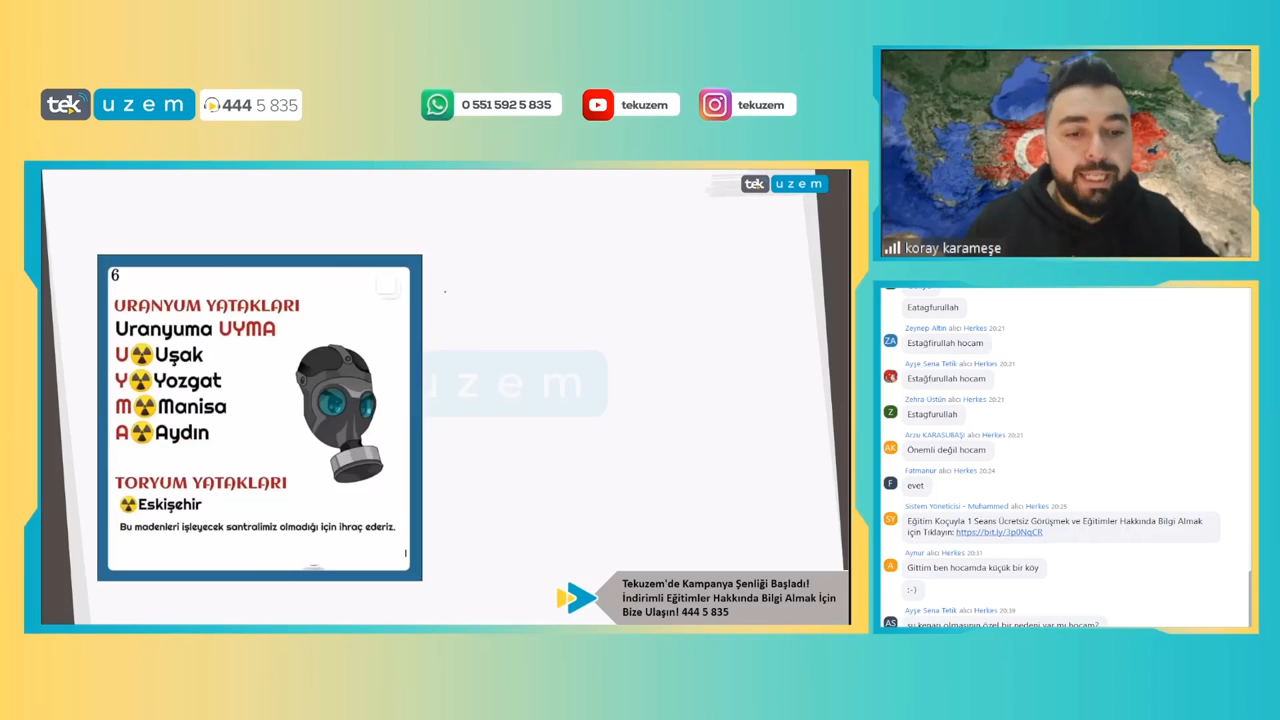 tek uzem 444 5 835
0 551 592 5 835
tekuzem
tekuzem
tek uzem
6
URANYUM YATAKLARI
Uranyuma UYMA
U Uşak
Y Yozgat
M Manisa
A Aydın
TORYUM YATAKLARI
Eskişehir
Bu madenleri işleyecek santralimiz olmadığı için ihraç ederiz.
uzem
Tekuzem'de Kampanya Şenliği Başladı!
İndirimli Eğitimler Hakkında Bilgi Almak İçin
Bize Ulaşın! 444 5 835
koray karameşe
Eatagfurullah
Zeynep Altın alıcı Herkes 20:21
ZA
Estağfirullah hocam
Ayşe Sena Tetik alıcı Herkes 20:21
Estağfurullah hocam
Zehra Üstün alıcı Herkes 20:21
Z
Estagfurullah
Arzu KARASUBAŞI alıcı Herkes 20:21
AK
Önemli değil hocam
Fatmanur alıcı Herkes 20:24
F
evet
Sistem Yöneticisi - Muhammed alıcı Herkes 20:25
SY
Eğitim Koçuyla 1 Seans Ücretsiz Görüşmek ve Eğitimler Hakkında Bilgi Almak
için Tıklayın: https://bit.ly/3p0NqCR
Aynur alıcı Herkes 20:31
A
Gittim ben hocamda küçük bir köy
:-)
Ayşe Sena Tetik alıcı Herkes 20:39
AS
su kenarı olmasının özel bir nedeni var mı hocam?